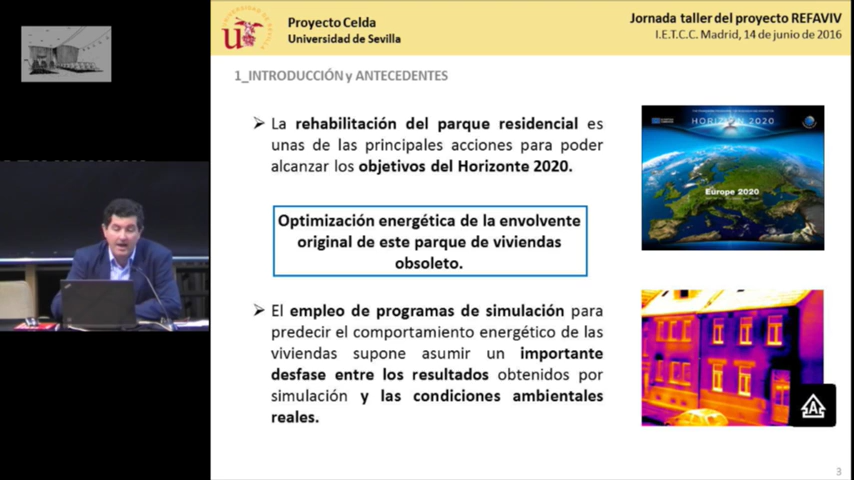 Proyecto Celda
Universidad de Sevilla
Jornada taller del proyecto REFAVIV
I.E.T.C.C. Madrid, 14 de junio de 2016
1_INTRODUCCIÓN y ANTECEDENTES
➢ La rehabilitación del parque residencial es
unas de las principales acciones para poder
alcanzar los objetivos del Horizonte 2020.
Optimización energética de la envolvente
original de este parque de viviendas
obsoleto.
➢ El empleo de programas de simulación para
predecir el comportamiento energético de las
viviendas supone asumir un importante
desfase entre los resultados obtenidos por
simulación y las condiciones ambientales
reales.
HORIZON 2020
Europe 2020
A
3